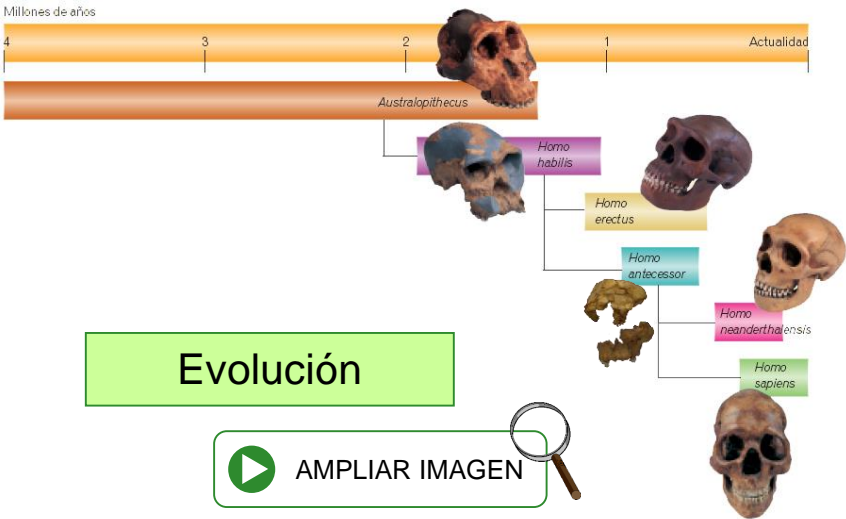 Millones de años
4 3 2 1 Actualidad
Australopithecus
Homo
habilis
Homo
erectus
Homo
antecessor
Homo
neanderthalensis
Homo
sapiens
Evolución
AMPLIAR IMAGEN